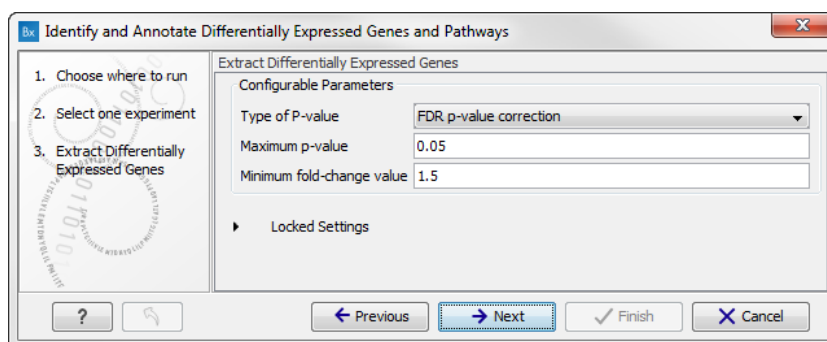 Bx Identify and Annotate Differentially Expressed Genes and Pathways
X
1. Choose where to run
2. Select one experiment
3. Extract Differentially
Expressed Genes
Extract Differentially Expressed Genes
Configurable Parameters
Type of P-value FDR p-value correction
Maximum p-value 0.05
Minimum fold-change value 1.5
Locked Settings
? Previous Next Finish Cancel